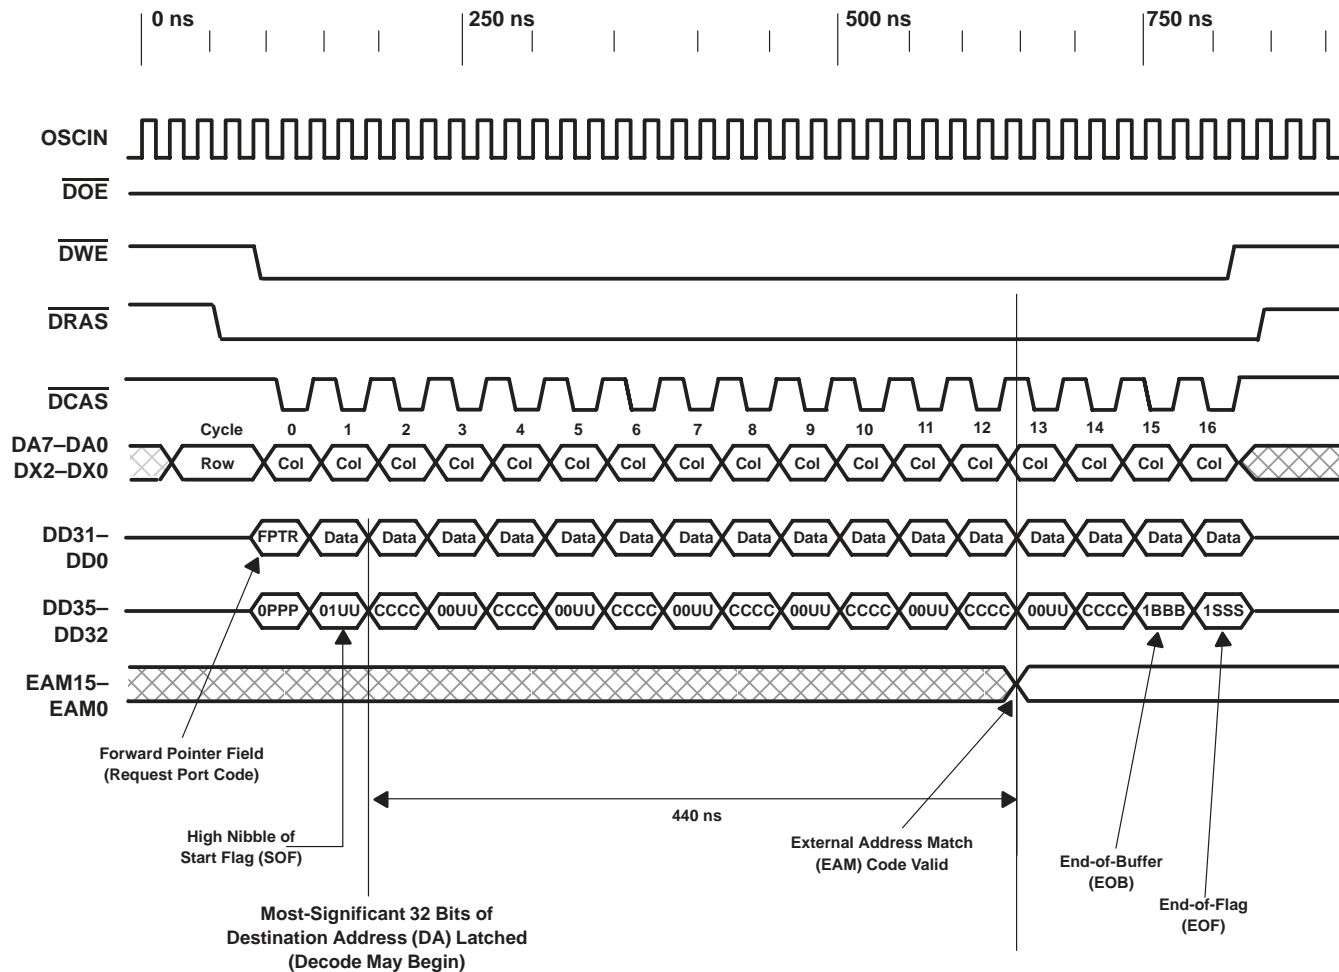 0 ns 250 ns 500 ns 750 ns
OSCIN
DOE
DWE
DRAS
DCAS
Cycle 0 1 2 3 4 5 6 7 8 9 10 11 12 13 14 15 16
DA7–DA0
DX2–DX0
Row Col Col Col Col Col Col Col Col Col Col Col Col Col Col Col Col Col
DD31–
DD0
FPTR Data Data Data Data Data Data Data Data Data Data Data Data Data Data Data Data
DD35–
DD32
0PPP 01UU CCCC 00UU CCCC 00UU CCCC 00UU CCCC 00UU CCCC 00UU CCCC 00UU CCCC 1BBB 1SSS
EAM15–
EAM0
Forward Pointer Field
(Request Port Code)
440 ns
High Nibble of
Start Flag (SOF)
External Address Match
(EAM) Code Valid
End-of-Buffer
(EOB)
End-of-Flag
(EOF)
Most-Significant 32 Bits of
Destination Address (DA) Latched
(Decode May Begin)